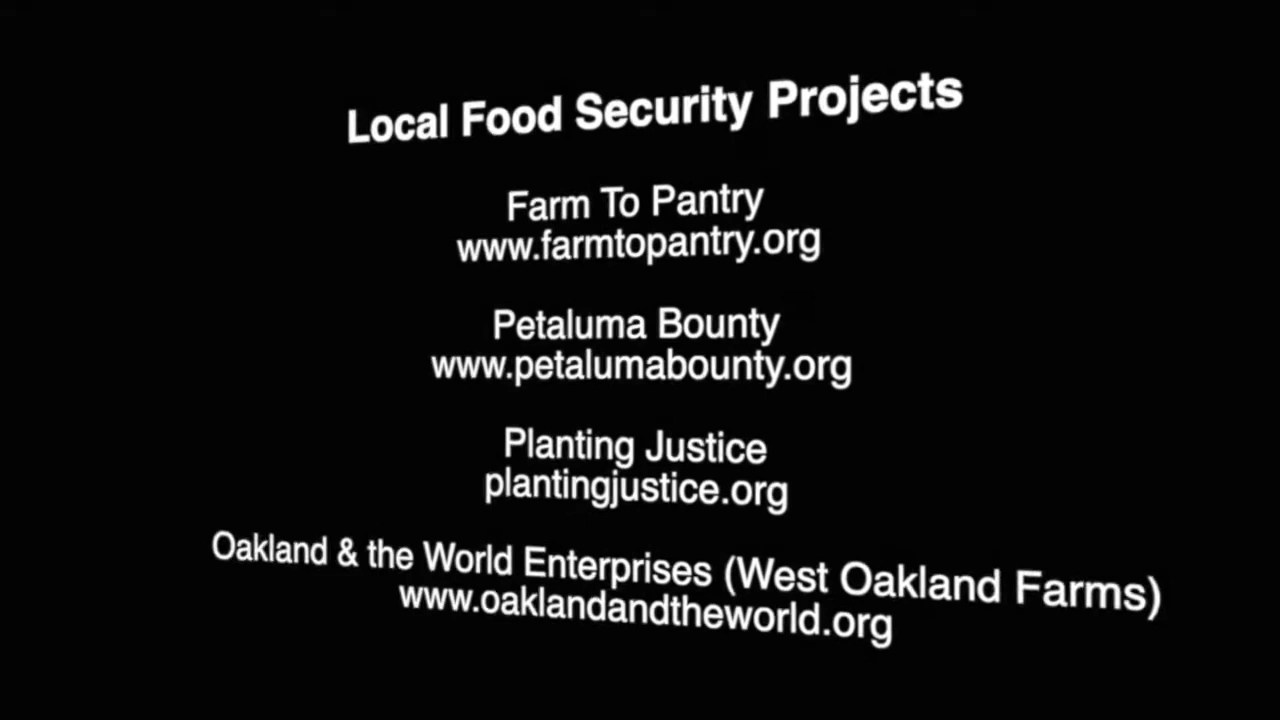 Local Food Security Projects
Farm To Pantry
www.farmtopantry.org
Petaluma Bounty
www.petalumabounty.org
Planting Justice
plantingjustice.org
Oakland & the World Enterprises (West Oakland Farms)
www.oaklandandtheworld.org